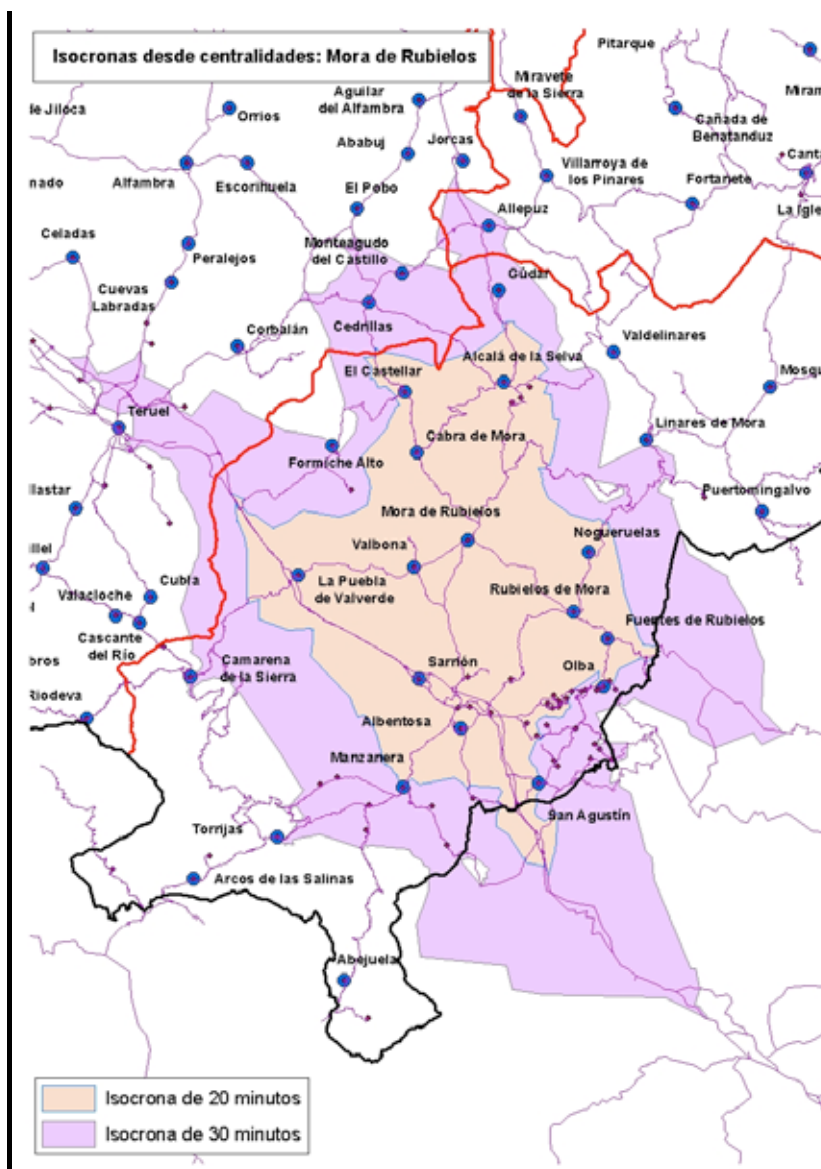 Isocronas desde centralidades: Mora de Rubielos
Pitarque
Miravete
de la Sierra
de Jiloca
Orrios
Aguilar
del Alfambra
Cañada de
Benatanduz
Ababuj
Jorcas
Villarroya de
los Pinares
Alfambra
Escorihuela
nado
El Pobo
Fortanete
Allepuz
Celadas
Peralejos
Monteagudo
del Castillo
Cuevas
Labradas
Gúdar
Corbalán
Cedrillas
Valdelinares
Alcalá de la Selva
El Castellar
Teruel
Linares de Mora
Cabra de Mora
Formiche Alto
Puertomingalvo
Mora de Rubielos
Nogueruelas
Valbona
Cubla
La Puebla
de Valverde
Rubielos de Mora
Valacloche
Cascante
del Río
Fuentes de Rubielos
Camarena
de la Sierra
Sarrión
Olba
Riodeva
Albentosa
Manzanera
San Agustín
Torrijas
Arcos de las Salinas
Abejuela
Isocrona de 20 minutos
Isocrona de 30 minutos